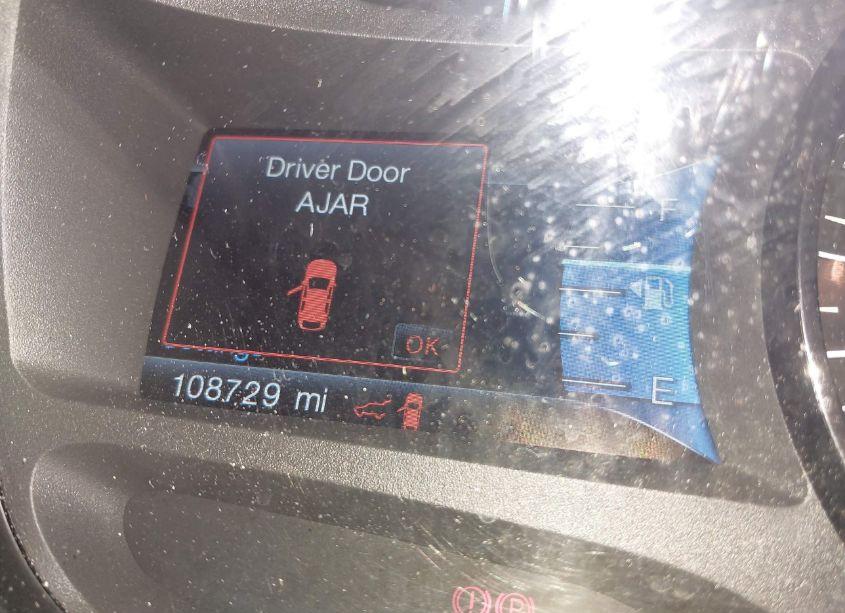 Driver Door
AJAR
F
OK
E
108729 mi